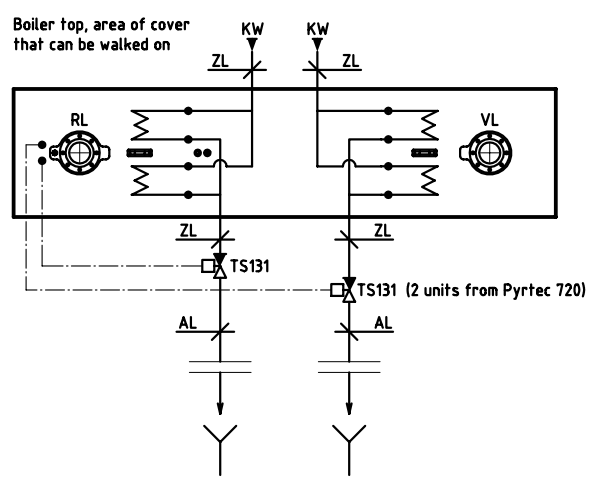 Boiler top, area of cover
that can be walked on
KW KW
ZL ZL
RL VL
ZL ZL
TS131
TS131 (2 units from Pyrtec 720)
AL AL